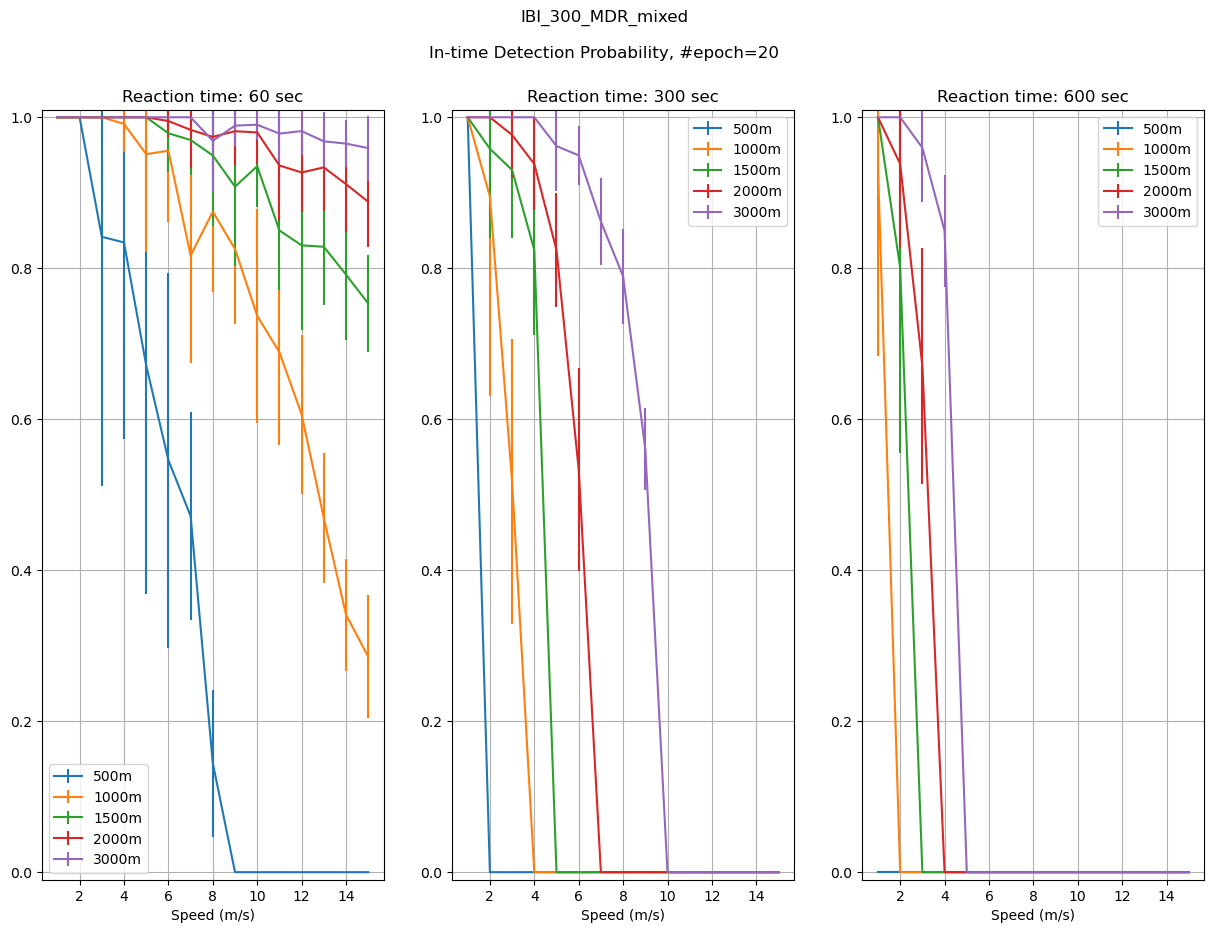 IBI_300_MDR_mixed
In-time Detection Probability, #epoch=20
Reaction time: 60 sec
1.0
0.8
0.6
0.4
0.2
0.0
2 4 6 8 10 12 14
Speed (m/s)
500m
1000m
1500m
2000m
3000m
Reaction time: 300 sec
1.0
0.8
0.6
0.4
0.2
0.0
2 4 6 8 10 12 14
Speed (m/s)
500m
1000m
1500m
2000m
3000m
Reaction time: 600 sec
1.0
0.8
0.6
0.4
0.2
0.0
2 4 6 8 10 12 14
Speed (m/s)
500m
1000m
1500m
2000m
3000m